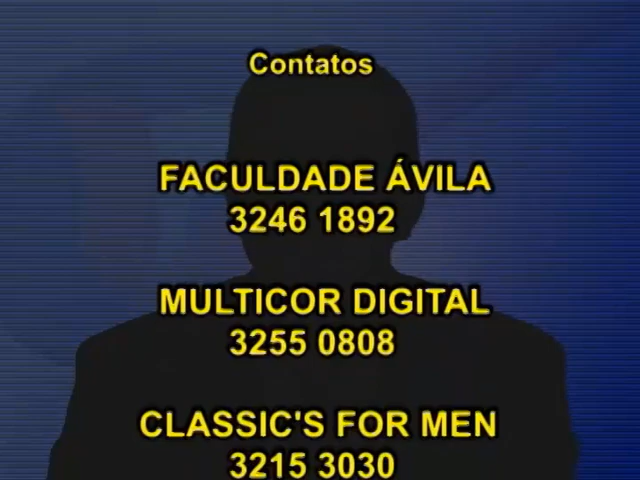 Contatos
FACULDADE ÁVILA
3246 1892
MULTICOR DIGITAL
3255 0808
CLASSIC'S FOR MEN
3215 3030